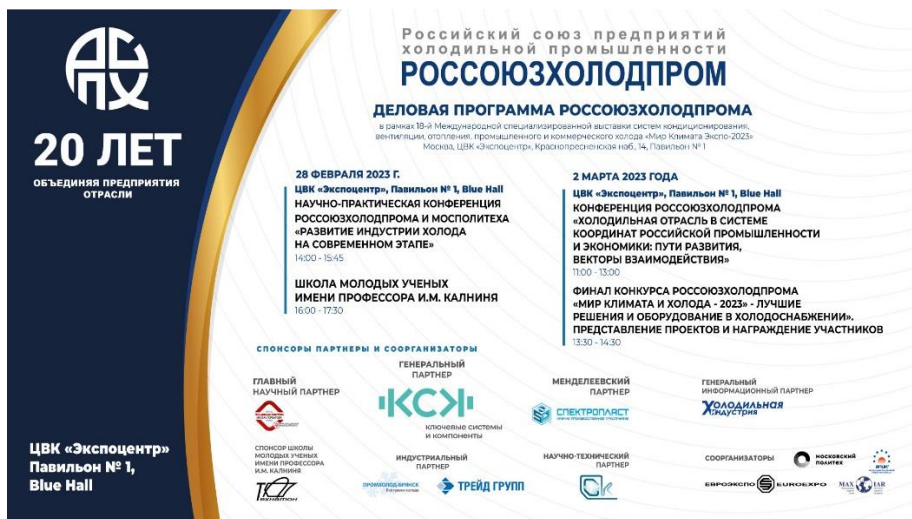 АСПХ
20 ЛЕТ
ОБЪЕДИНЯЯ ПРЕДПРИЯТИЯ
ОТРАСЛИ
ЦВК «Экспоцентр»
Павильон № 1,
Blue Hall
Российский союз предприятий
холодильной промышленности
РОССОЮЗХОЛОДПРОМ
ДЕЛОВАЯ ПРОГРАММА РОССОЮЗХОЛОДПРОМА
в рамках 18-й Международной специализированной выставки систем кондиционирования,
вентиляции, отопления, промышленного и коммерческого холода «Мир Климата Экспо-2023»
Москва, ЦВК «Экспоцентр», Краснопресненская наб., 14, Павильон № 1
28 ФЕВРАЛЯ 2023 Г.
ЦВК «Экспоцентр», Павильон № 1, Blue Hall
НАУЧНО-ПРАКТИЧЕСКАЯ КОНФЕРЕНЦИЯ
РОССОЮЗХОЛОДПРОМА И МОСПОЛИТЕХА
«РАЗВИТИЕ ИНДУСТРИИ ХОЛОДА
НА СОВРЕМЕННОМ ЭТАПЕ»
14:00 - 15:45
ШКОЛА МОЛОДЫХ УЧЕНЫХ
ИМЕНИ ПРОФЕССОРА И.М. КАЛНИНЯ
16:00 - 17:30
2 МАРТА 2023 ГОДА
ЦВК «Экспоцентр», Павильон № 1, Blue Hall
КОНФЕРЕНЦИЯ РОССОЮЗХОЛОДПРОМА
«ХОЛОДИЛЬНАЯ ОТРАСЛЬ В СИСТЕМЕ
КООРДИНАТ РОССИЙСКОЙ ПРОМЫШЛЕННОСТИ
И ЭКОНОМИКИ: ПУТИ РАЗВИТИЯ,
ВЕКТОРЫ ВЗАИМОДЕЙСТВИЯ»
11:00 - 13:00
ФИНАЛ КОНКУРСА РОССОЮЗХОЛОДПРОМА
«МИР КЛИМАТА И ХОЛОДА - 2023» - ЛУЧШИЕ
РЕШЕНИЯ И ОБОРУДОВАНИЕ В ХОЛОДОСНАБЖЕНИИ».
ПРЕДСТАВЛЕНИЕ ПРОЕКТОВ И НАГРАЖДЕНИЕ УЧАСТНИКОВ
13:30 - 14:30
СПОНСОРЫ ПАРТНЕРЫ И СООРГАНИЗАТОРЫ
ГЛАВНЫЙ
НАУЧНЫЙ ПАРТНЕР
ГЕНЕРАЛЬНЫЙ
ПАРТНЕР
КСК
ключевые системы
и компоненты
МЕНДЕЛЕЕВСКИЙ
ПАРТНЕР
СПЕКТРОПЛАСТ
ГЕНЕРАЛЬНЫЙ
ИНФОРМАЦИОННЫЙ ПАРТНЕР
Холодильная
Индустрия
СПОНСОР ШКОЛЫ
МОЛОДЫХ УЧЕНЫХ
ИМЕНИ ПРОФЕССОРА
И.М. КАЛНИНЯ
ИНДУСТРИАЛЬНЫЙ
ПАРТНЕР
ПРОМХОЛОД-БРЯНСК
ТРЕЙД ГРУПП
НАУЧНО-ТЕХНИЧЕСКИЙ
ПАРТНЕР
СООРГАНИЗАТОРЫ
МОСКОВСКИЙ
ПОЛИТЕХ
ЕВРОЭКСПО EUROEXPO
MAX IAR